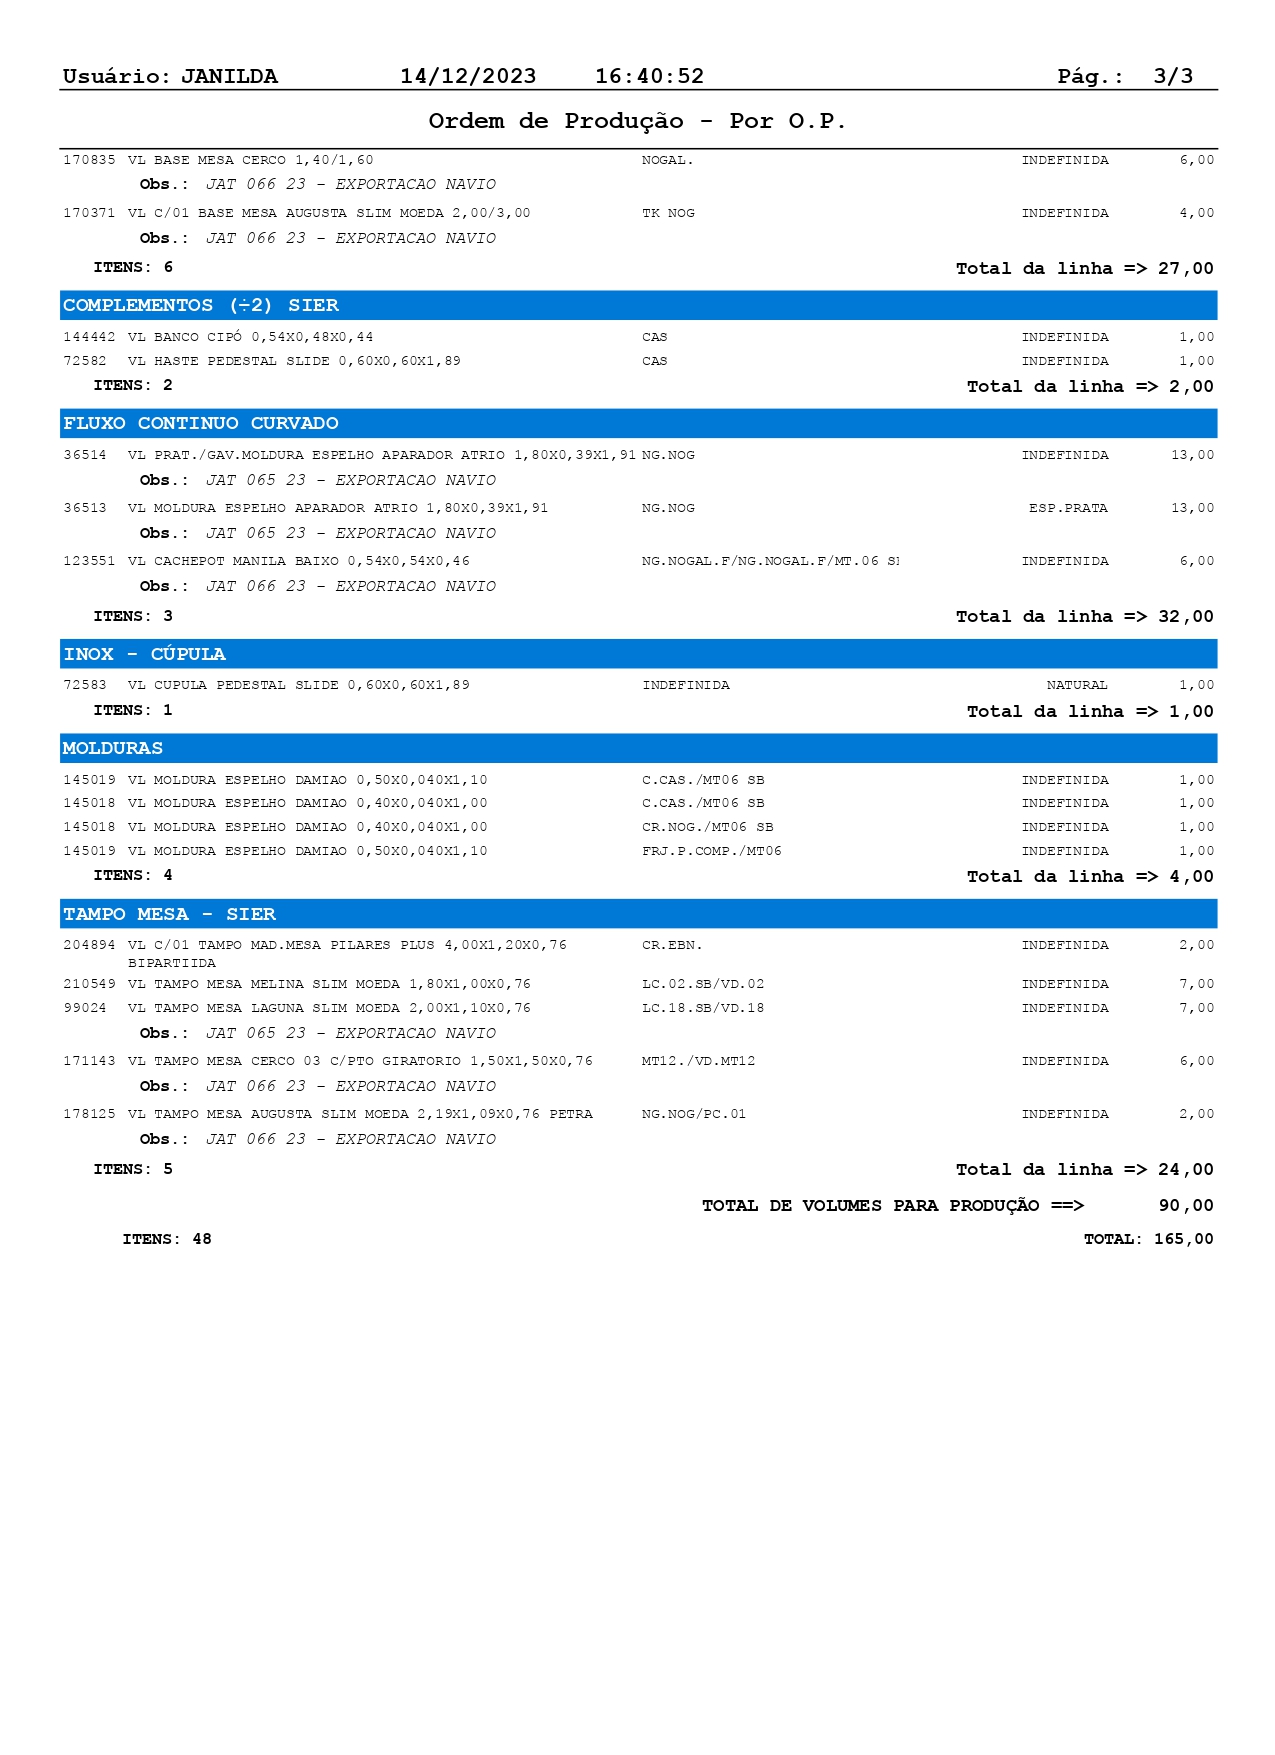 Usuário: JANILDA 14/12/2023 16:40:52 Pág.: 3/3
Ordem de Produção - Por O.P.
170835 VL BASE MESA CERCO 1,40/1,60 NOGAL. INDEFINIDA 6,00
Obs.: JAT 066 23 - EXPORTACAO NAVIO
170371 VL C/01 BASE MESA AUGUSTA SLIM MOEDA 2,00/3,00 TK NOG INDEFINIDA 4,00
Obs.: JAT 066 23 - EXPORTACAO NAVIO
ITENS: 6 Total da linha => 27,00
COMPLEMENTOS (÷2) SIER
144442 VL BANCO CIPÓ 0,54X0,48X0,44 CAS INDEFINIDA 1,00
72582 VL HASTE PEDESTAL SLIDE 0,60X0,60X1,89 CAS INDEFINIDA 1,00
ITENS: 2 Total da linha => 2,00
FLUXO CONTINUO CURVADO
36514 VL PRAT./GAV.MOLDURA ESPELHO APARADOR ATRIO 1,80X0,39X1,91 NG.NOG INDEFINIDA 13,00
Obs.: JAT 065 23 - EXPORTACAO NAVIO
36513 VL MOLDURA ESPELHO APARADOR ATRIO 1,80X0,39X1,91 NG.NOG ESP.PRATA 13,00
Obs.: JAT 065 23 - EXPORTACAO NAVIO
123551 VL CACHEPOT MANILA BAIXO 0,54X0,54X0,46 NG.NOGAL.F/NG.NOGAL.F/MT.06 INDEFINIDA 6,00
Obs.: JAT 066 23 - EXPORTACAO NAVIO
ITENS: 3 Total da linha => 32,00
INOX - CÚPULA
72583 VL CUPULA PEDESTAL SLIDE 0,60X0,60X1,89 INDEFINIDA NATURAL 1,00
ITENS: 1 Total da linha => 1,00
MOLDURAS
145019 VL MOLDURA ESPELHO DAMIAO 0,50X0,040X1,10 C.CAS./MT06 SB INDEFINIDA 1,00
145018 VL MOLDURA ESPELHO DAMIAO 0,40X0,040X1,00 C.CAS./MT06 SB INDEFINIDA 1,00
145018 VL MOLDURA ESPELHO DAMIAO 0,40X0,040X1,00 CR.NOG./MT06 SB INDEFINIDA 1,00
145019 VL MOLDURA ESPELHO DAMIAO 0,50X0,040X1,10 FRJ.P.COMP./MT06 INDEFINIDA 1,00
ITENS: 4 Total da linha => 4,00
TAMPO MESA - SIER
204894 VL C/01 TAMPO MAD.MESA PILARES PLUS 4,00X1,20X0,76 CR.EBN. INDEFINIDA 2,00
BIPARTIIDA
210549 VL TAMPO MESA MELINA SLIM MOEDA 1,80X1,00X0,76 LC.02.SB/VD.02 INDEFINIDA 7,00
99024 VL TAMPO MESA LAGUNA SLIM MOEDA 2,00X1,10X0,76 LC.18.SB/VD.18 INDEFINIDA 7,00
Obs.: JAT 065 23 - EXPORTACAO NAVIO
171143 VL TAMPO MESA CERCO 03 C/PTO GIRATORIO 1,50X1,50X0,76 MT12./VD.MT12 INDEFINIDA 6,00
Obs.: JAT 066 23 - EXPORTACAO NAVIO
178125 VL TAMPO MESA AUGUSTA SLIM MOEDA 2,19X1,09X0,76 PETRA NG.NOG/PC.01 INDEFINIDA 2,00
Obs.: JAT 066 23 - EXPORTACAO NAVIO
ITENS: 5 Total da linha => 24,00
TOTAL DE VOLUMES PARA PRODUÇÃO ==> 90,00
ITENS: 48 TOTAL: 165,00